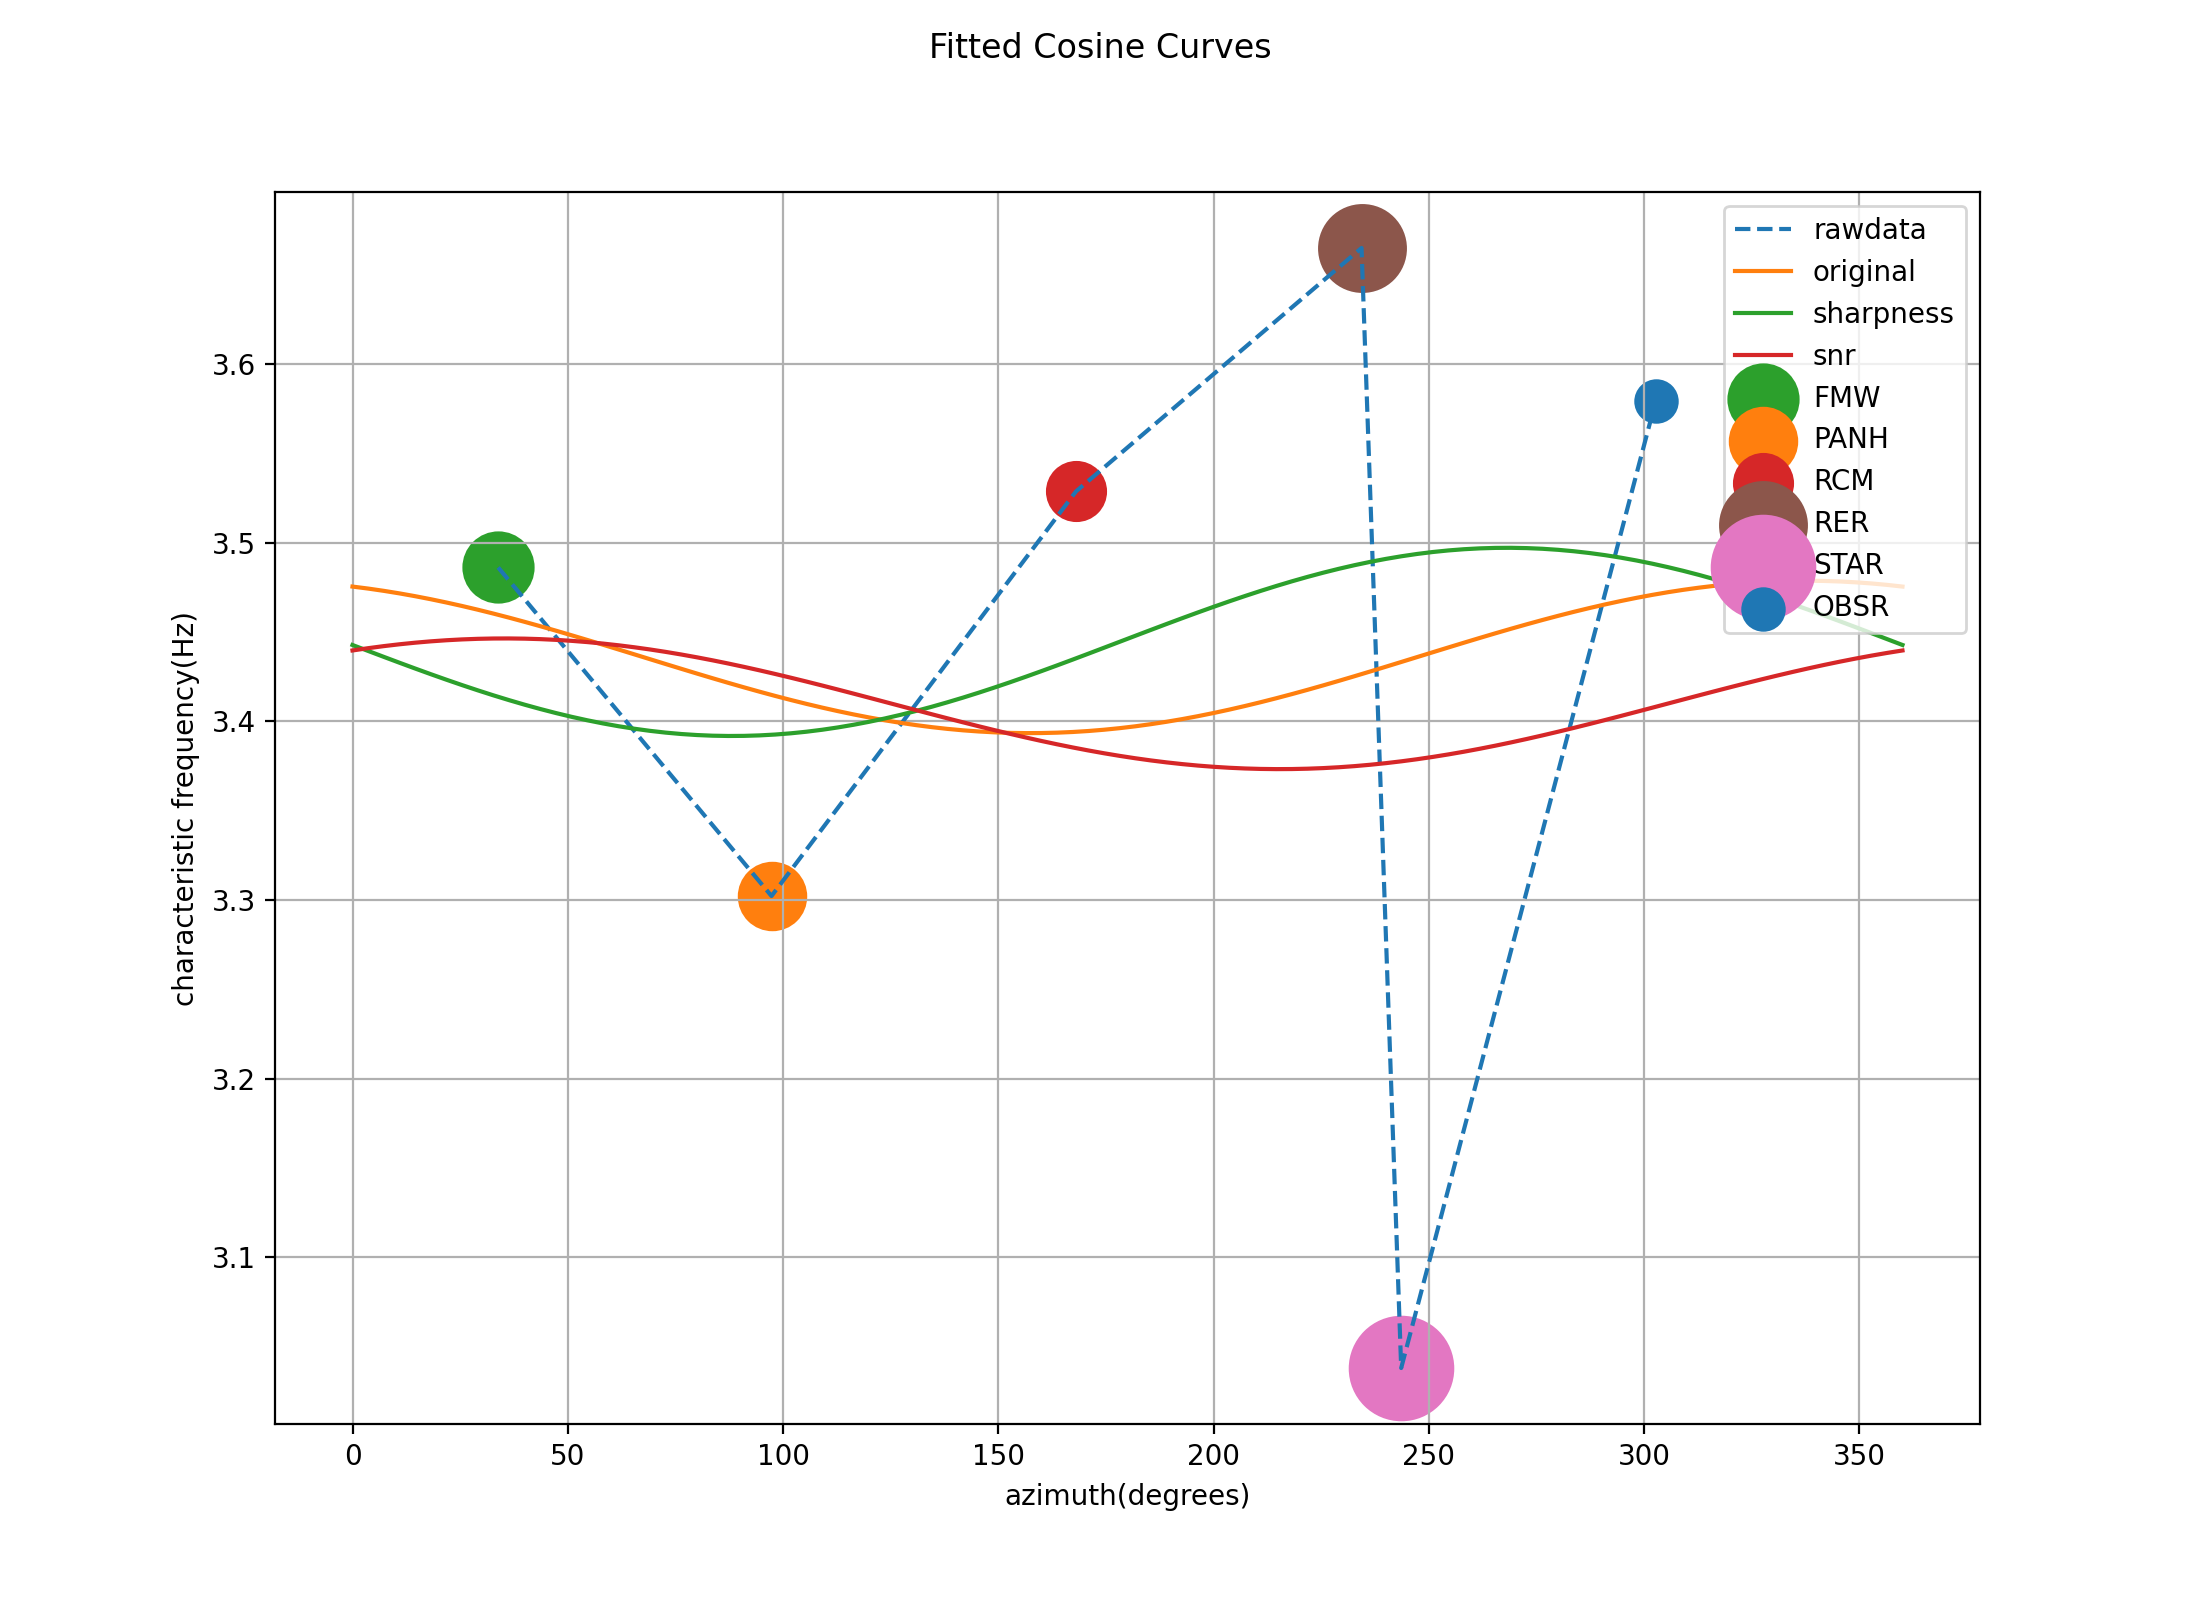 Fitted Cosine Curves
characteristic frequency(Hz)
3.6
3.5
3.4
3.3
3.2
3.1
0 50 100 150 200 250 300 350
azimuth(degrees)
rawdata
original
sharpness
snr
FMW
PANH
RCM
RER
STAR
OBSR